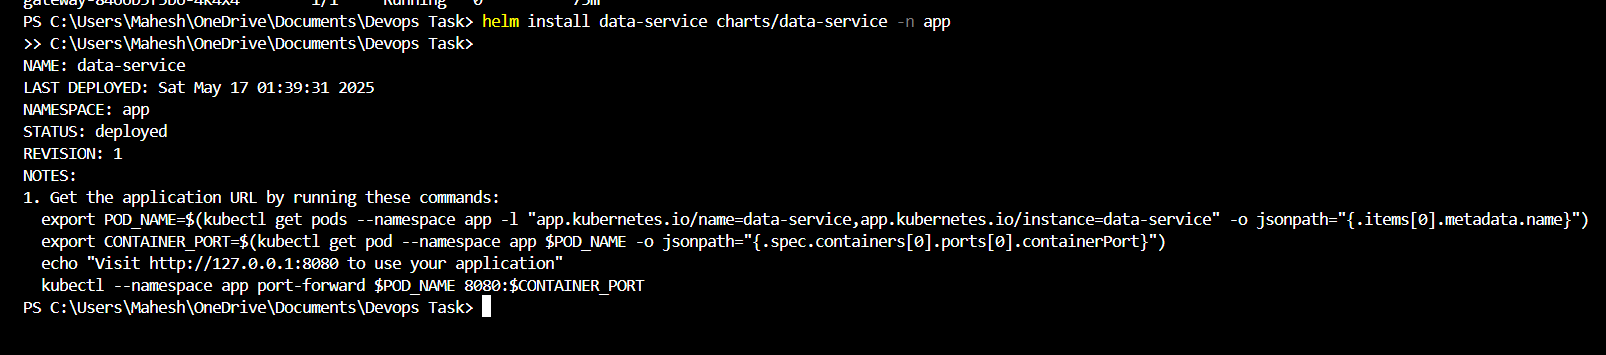 1/1 Running 0 75m
PS C:\Users\Mahesh\OneDrive\Documents\Devops Task> helm install data-service charts/data-service -n app
>> C:\Users\Mahesh\OneDrive\Documents\Devops Task>
NAME: data-service
LAST DEPLOYED: Sat May 17 01:39:31 2025
NAMESPACE: app
STATUS: deployed
REVISION: 1
NOTES:
1. Get the application URL by running these commands:
  export POD_NAME=$(kubectl get pods --namespace app -l "app.kubernetes.io/name=data-service,app.kubernetes.io/instance=data-service" -o jsonpath="{.items[0].metadata.name}")
  export CONTAINER_PORT=$(kubectl get pod --namespace app $POD_NAME -o jsonpath="{.spec.containers[0].ports[0].containerPort}")
  echo "Visit http://127.0.0.1:8080 to use your application"
  kubectl --namespace app port-forward $POD_NAME 8080:$CONTAINER_PORT
PS C:\Users\Mahesh\OneDrive\Documents\Devops Task>